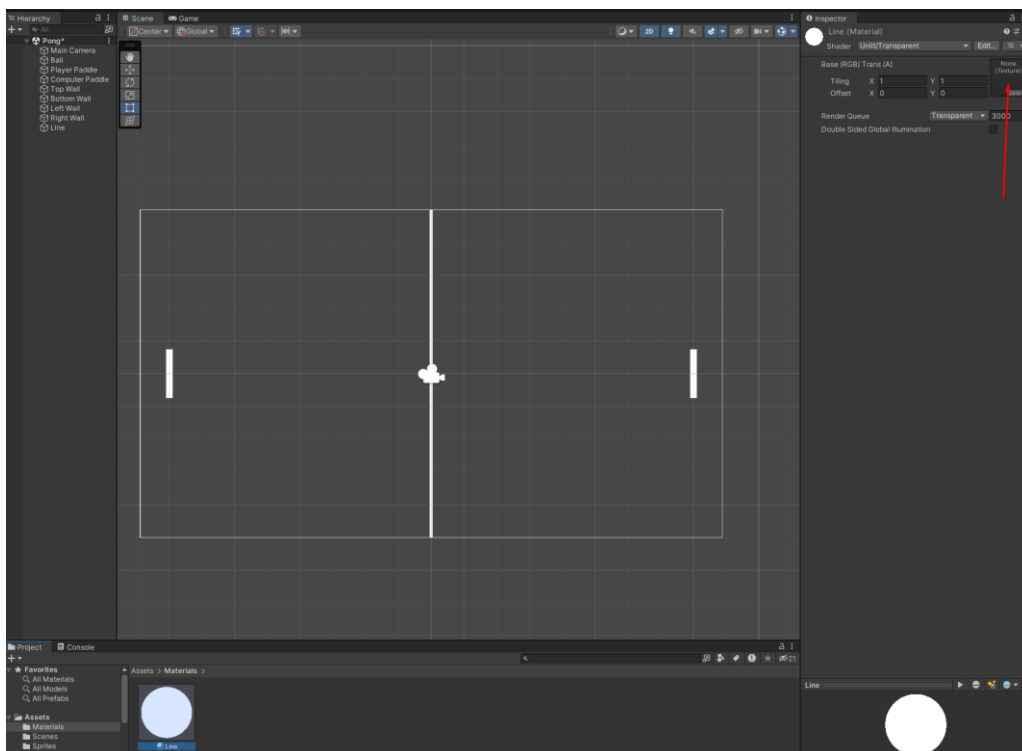 Hierarchy
All
Pong*
Main Camera
Ball
Player Paddle
Computer Paddle
Top Wall
Bottom Wall
Left Wall
Right Wall
Line
Scene
Game
Center
Global
2D
Inspector
Line (Material)
Shader
Unlit/Transparent
Edit...
Base (RGB) Trans (A)
None
(Texture)
Tiling X 1 Y 1
Offset X 0 Y 0
Selec
Render Queue
Transparent
3000
Double Sided Global Illumination
Project
Console
21
Favorites
All Materials
All Models
All Prefabs
Assets
Materials
Scenes
Sprites
Assets > Materials >
Line
Line